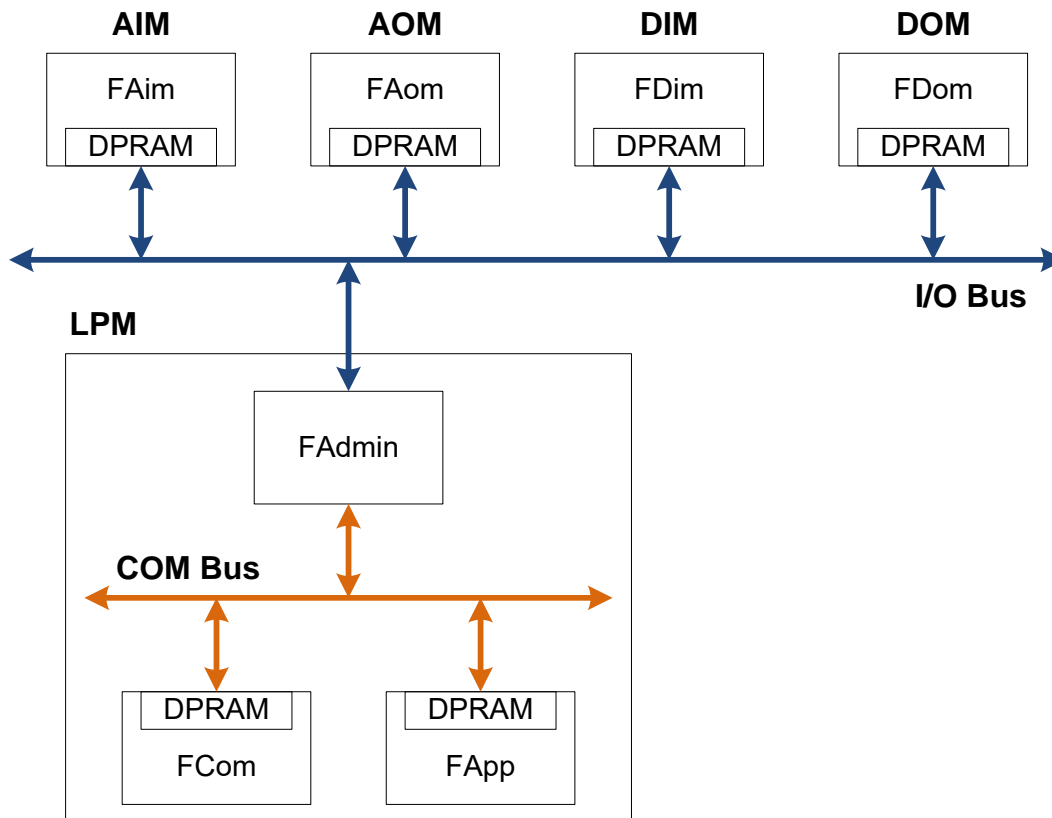 AIM
AOM
DIM
DOM
FAim
FAom
FDim
FDom
DPRAM
DPRAM
DPRAM
DPRAM
I/O Bus
LPM
FAdmin
COM Bus
DPRAM
DPRAM
FCom
FApp